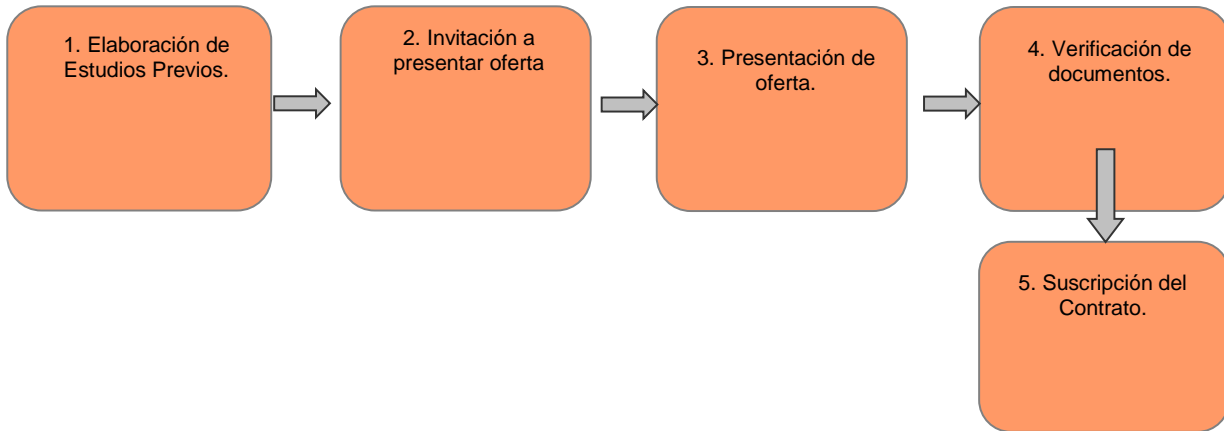 1. Elaboración de
Estudios Previos.
2. Invitación a
presentar oferta
3. Presentación de
oferta.
4. Verificación de
documentos.
5. Suscripción del
Contrato.